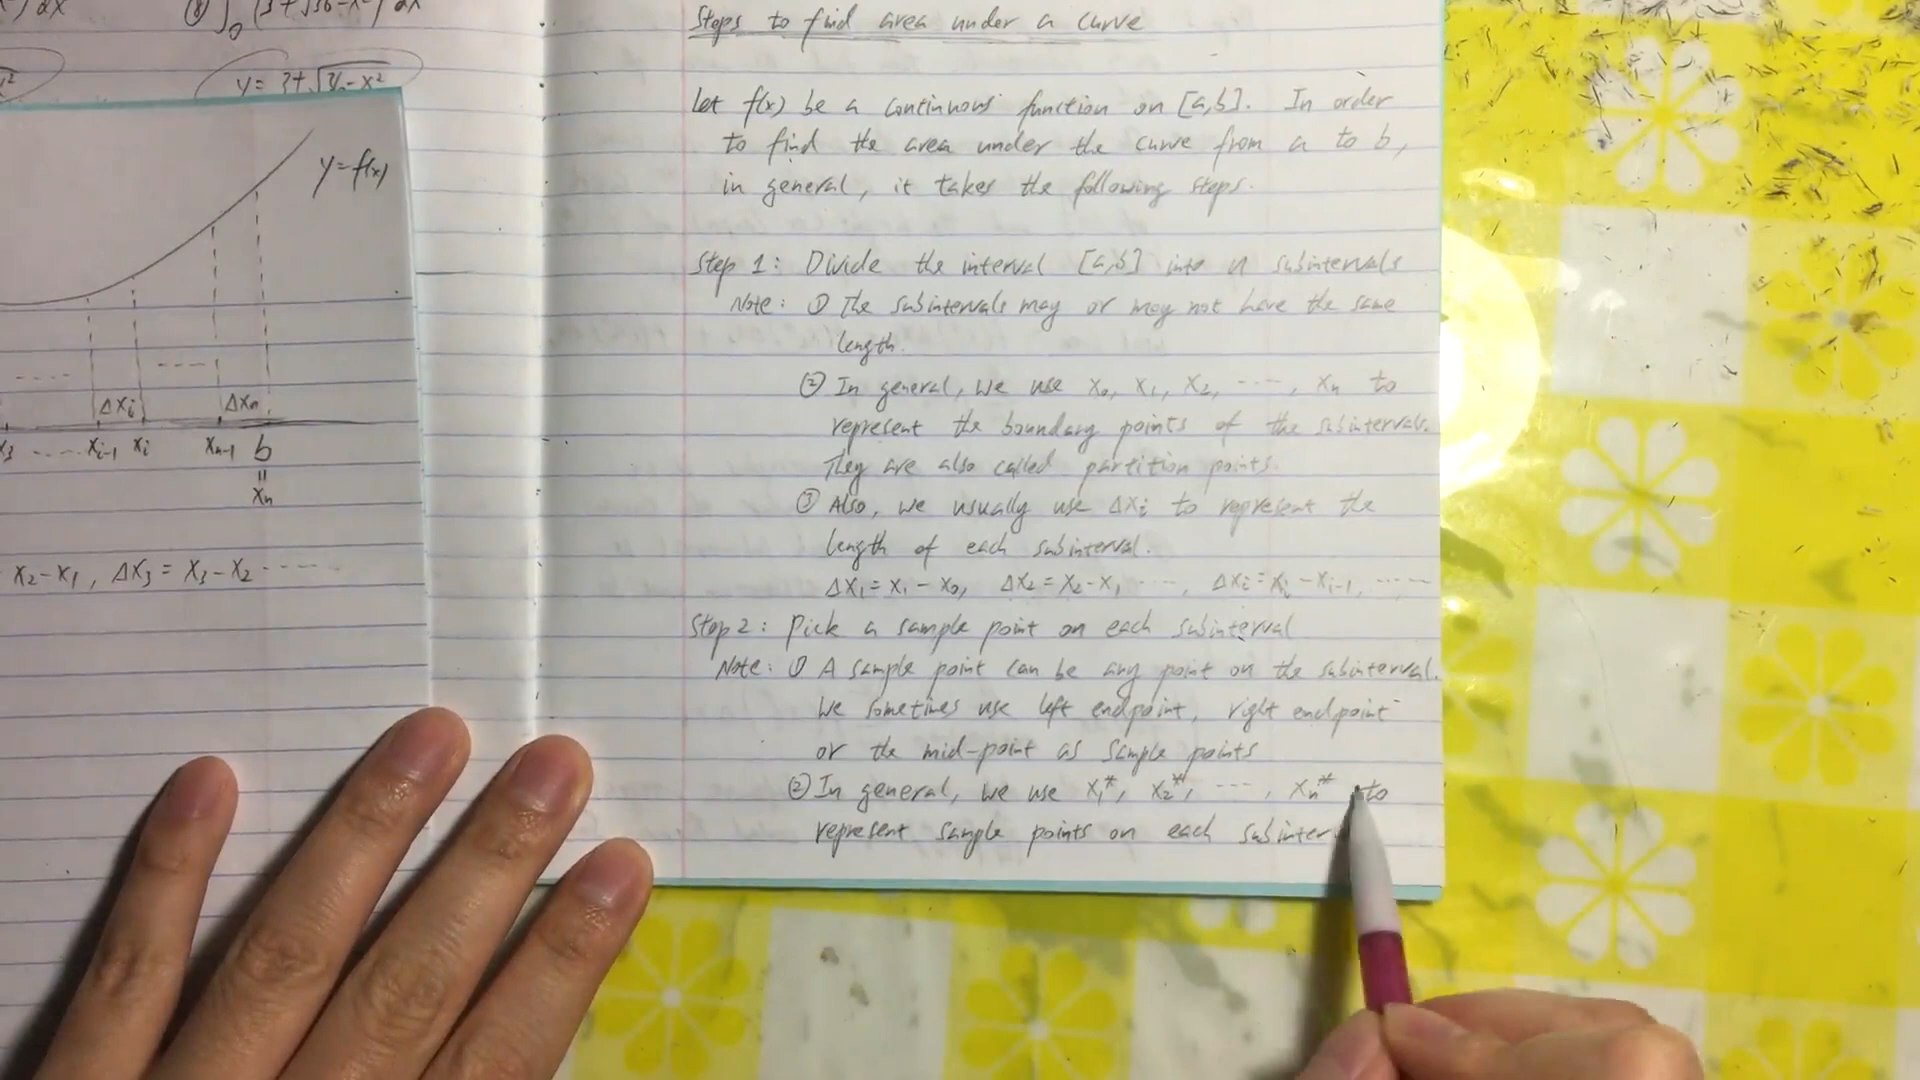 y = 3+√36-x²
y=f(x)
Δxi Δxn
x3 ..... xi-1 xi xn-1 b
=
xn
x2-x1, Δx3 = x3-x2 ......
Steps to find area under a curve
Let f(x) be a continuous function on [a,b]. In order
to find the area under the curve from a to b,
in general, it takes the following steps.
Step 1: Divide the interval [a,b] into n subintervals
Note: ① The subintervals may or may not have the same
length.
② In general, we use x0, x1, x2, ...., xn to
represent the boundary points of the subintervals.
They are also called partition points.
③ Also, we usually use Δxi to represent the
length of each subinterval.
Δx1 = x1 - x0, Δx2 = x2 - x1 ....., Δxi = xi - xi-1, .....
Step 2: Pick a sample point on each subinterval
Note: ① A sample point can be any point on the subinterval.
We sometimes use left endpoint, right endpoint
or the mid-point as sample points
② In general, we use x1*, x2*, ...., xn* to
represent sample points on each subinter